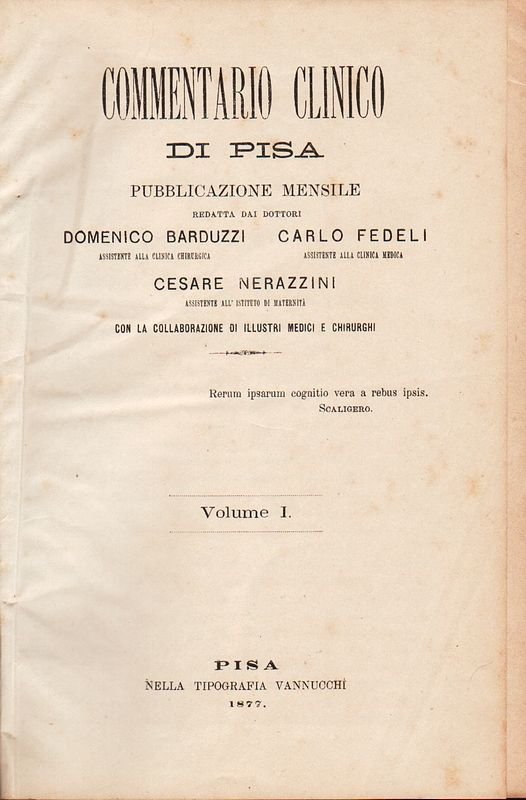 COMMENTARIO CLINICO
DI PISA
PUBBLICAZIONE MENSILE
REDATTA DAI DOTTORI
DOMENICO BARDUZZI CARLO FEDELI
ASSISTENTE ALLA CLINICA CHIRURGICA ASSISTENTE ALLA CLINICA MEDICA
CESARE NERAZZINI
ASSISTENTE ALL' ISTITUTO DI MATERNITÀ
CON LA COLLABORAZIONE DI ILLUSTRI MEDICI E CHIRURGHI
Rerum ipsarum cognitio vera a rebus ipsis.
SCALIGERO.
Volume I.
PISA
NELLA TIPOGRAFIA VANNUCCHI
1877.